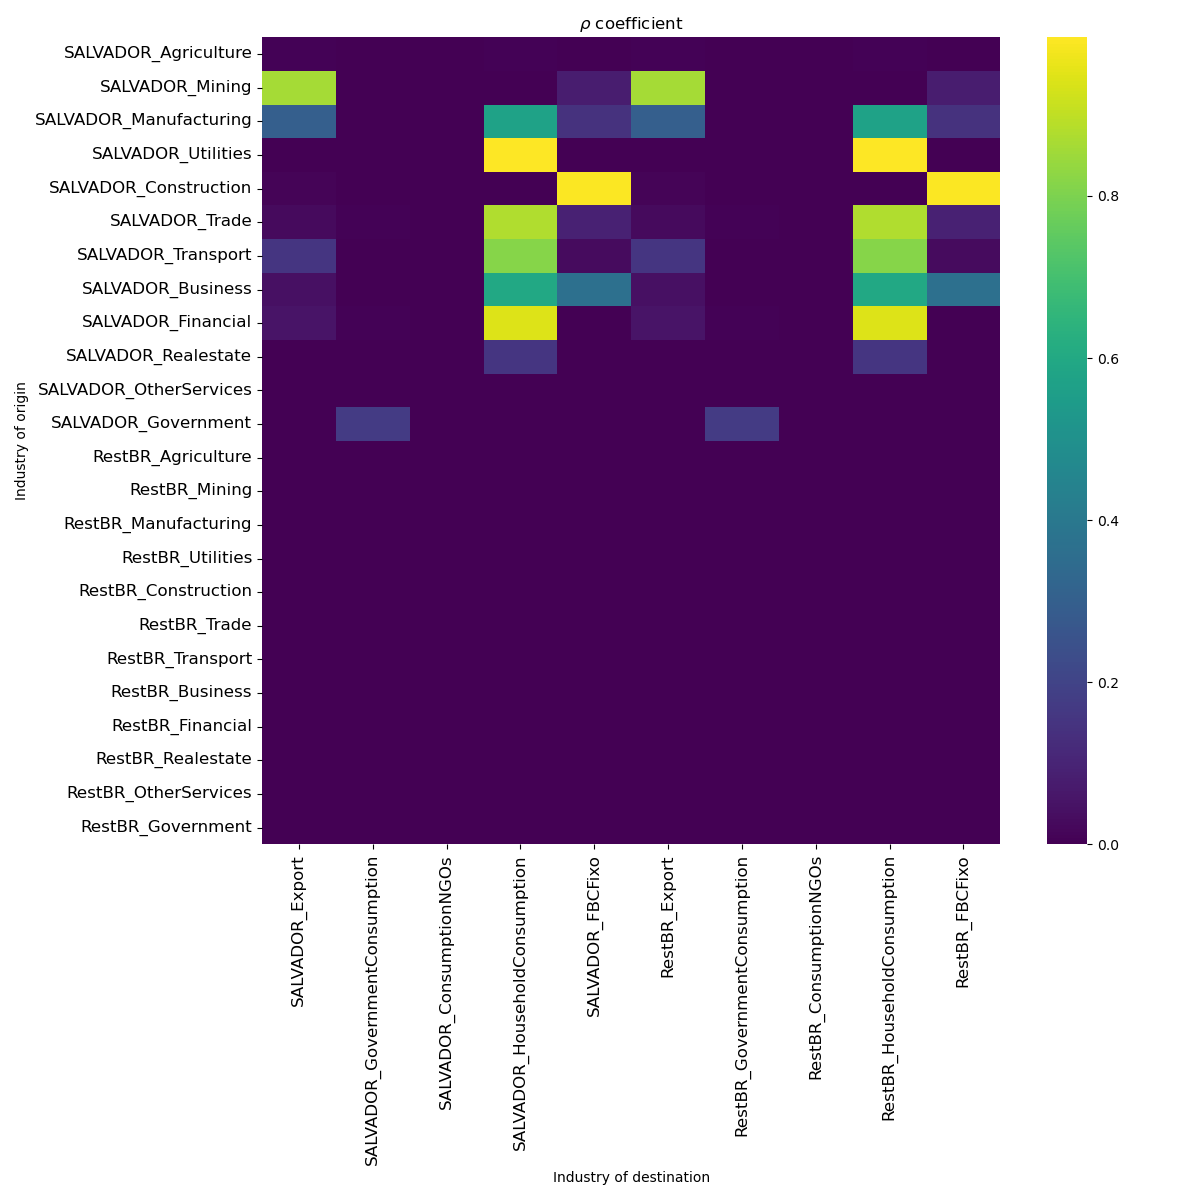 ρ coefficient
SALVADOR_Agriculture
SALVADOR_Mining
SALVADOR_Manufacturing
SALVADOR_Utilities
SALVADOR_Construction
SALVADOR_Trade
SALVADOR_Transport
SALVADOR_Business
SALVADOR_Financial
SALVADOR_Realestate
SALVADOR_OtherServices
SALVADOR_Government
RestBR_Agriculture
RestBR_Mining
RestBR_Manufacturing
RestBR_Utilities
RestBR_Construction
RestBR_Trade
RestBR_Transport
RestBR_Business
RestBR_Financial
RestBR_Realestate
RestBR_OtherServices
RestBR_Government
Industry of origin
0.8
0.6
0.4
0.2
0.0
SALVADOR_Export
SALVADOR_GovernmentConsumption
SALVADOR_ConsumptionNGOs
SALVADOR_HouseholdConsumption
SALVADOR_FBCFixo
RestBR_Export
RestBR_GovernmentConsumption
RestBR_ConsumptionNGOs
RestBR_HouseholdConsumption
RestBR_FBCFixo
Industry of destination